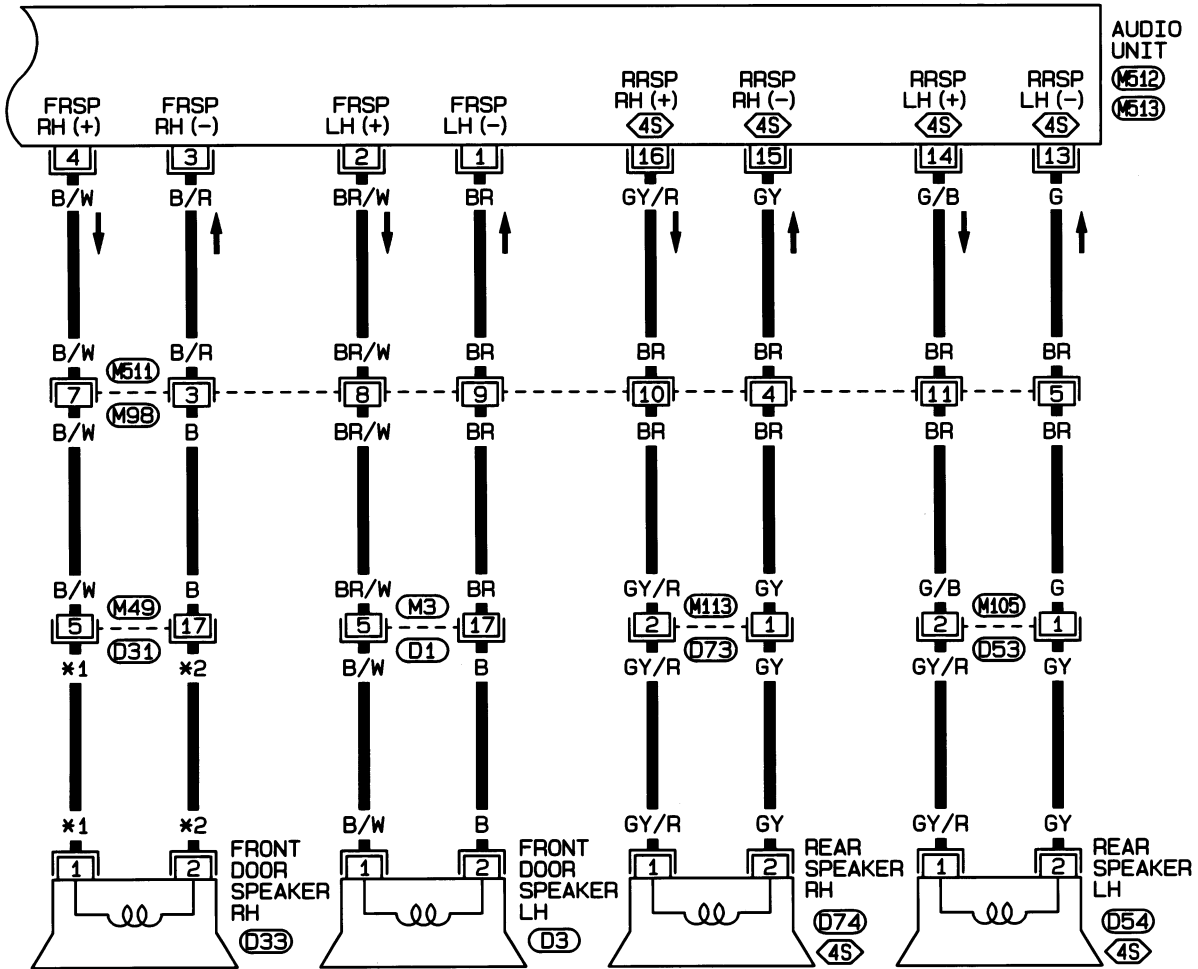 AUDIO
UNIT
M512
M513
FRSP
RH (+)
FRSP
RH (-)
FRSP
LH (+)
FRSP
LH (-)
RRSP
RH (+)
4S
RRSP
RH (-)
4S
RRSP
LH (+)
4S
RRSP
LH (-)
4S
4 3 2 1 16 15 14 13
B/W B/R BR/W BR GY/R GY G/B G
B/W B/R BR/W BR BR BR BR BR
M511
7 3 8 9 10 4 11 5
M98
B/W B BR/W BR BR BR BR BR
B/W B BR/W BR GY/R GY G/B G
M49 M3 M113 M105
5 17 5 17 2 1 2 1
D31 D1 D73 D53
*1 *2 B/W B GY/R GY GY/R GY
*1 *2 B/W B GY/R GY GY/R GY
1 2 1 2 1 2 1 2
FRONT
DOOR
SPEAKER
RH
D33
FRONT
DOOR
SPEAKER
LH
D3
REAR
SPEAKER
RH
D74
4S
REAR
SPEAKER
LH
D54
4S